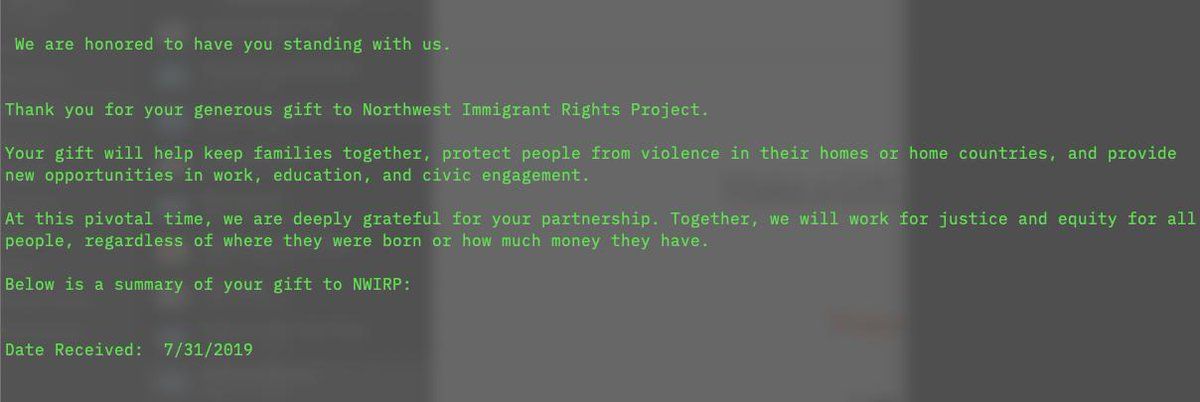 We are honored to have you standing with us.
Thank you for your generous gift to Northwest Immigrant Rights Project.
Your gift will help keep families together, protect people from violence in their homes or home countries, and provide
new opportunities in work, education, and civic engagement.
At this pivotal time, we are deeply grateful for your partnership. Together, we will work for justice and equity for all
people, regardless of where they were born or how much money they have.
Below is a summary of your gift to NWIRP:
Date Received:  7/31/2019